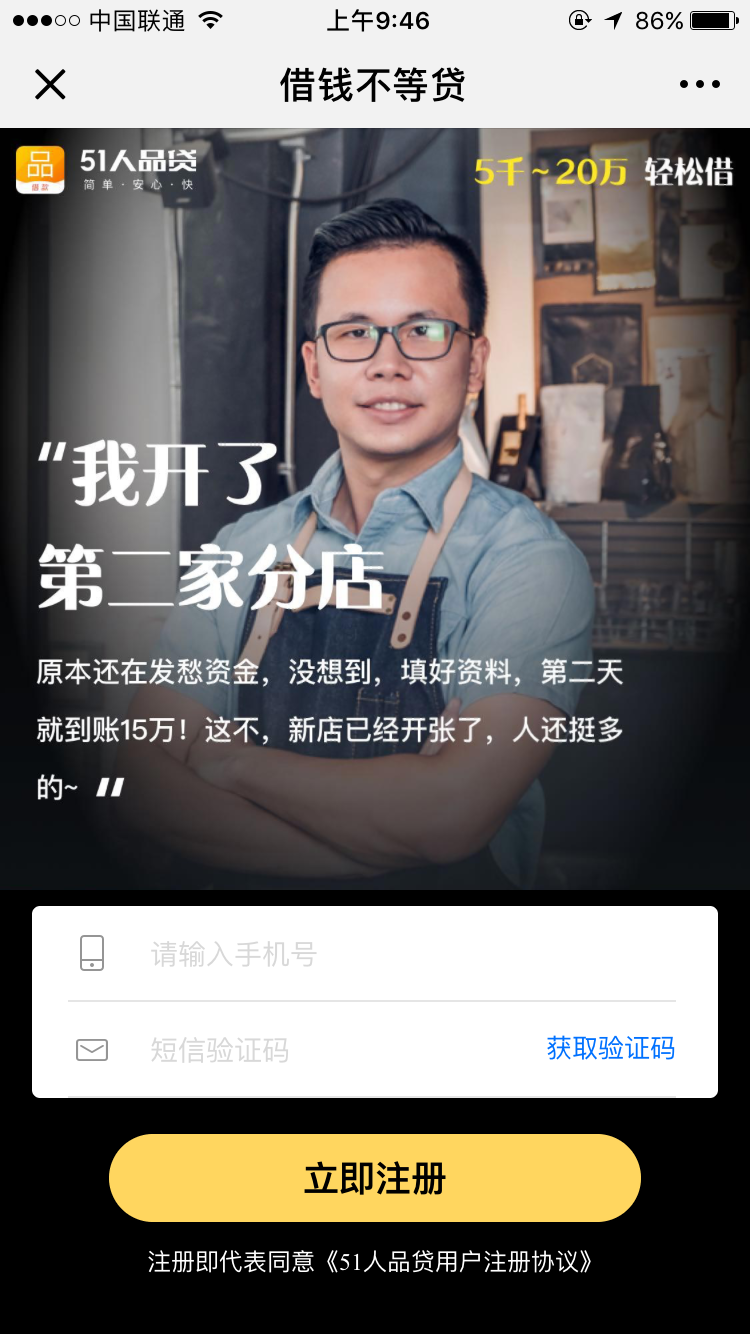 中国联通 上午9:46 86%
借钱不等贷
品 51人品贷 5千~20万 轻松借
借款 简单·安心·快
“我开了
第二家分店
原本还在发愁资金，没想到，填好资料，第二天
就到账15万！这不，新店已经开张了，人还挺多
的~ ”
请输入手机号
短信验证码 获取验证码
立即注册
注册即代表同意《51人品贷用户注册协议》